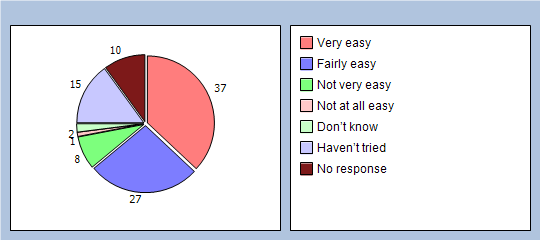 10
37
15
2
1
8
27
Very easy
Fairly easy
Not very easy
Not at all easy
Don't know
Haven't tried
No response